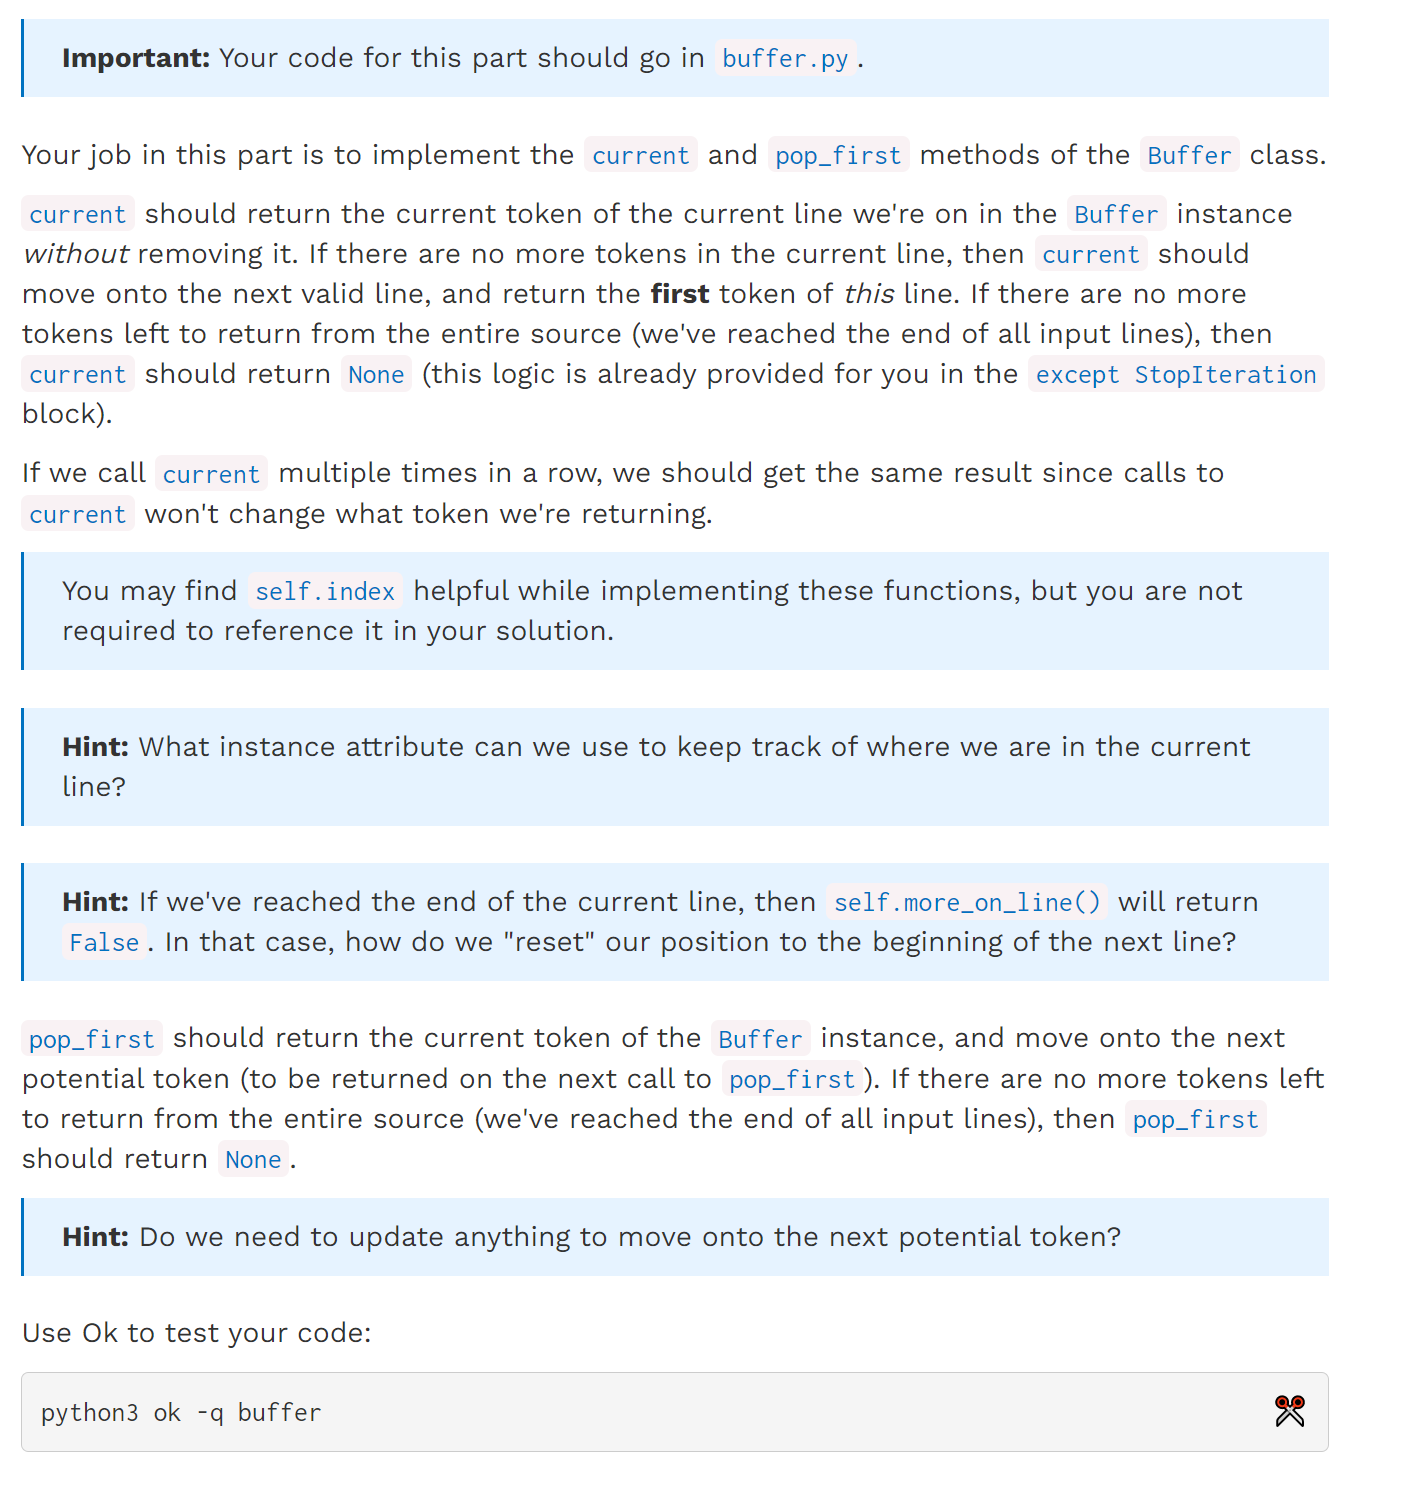 Important: Your code for this part should go in buffer.py.
Your job in this part is to implement the current and pop_first methods of the Buffer class.
current should return the current token of the current line we're on in the Buffer instance
without removing it. If there are no more tokens in the current line, then current should
move onto the next valid line, and return the first token of this line. If there are no more
tokens left to return from the entire source (we've reached the end of all input lines), then
current should return None (this logic is already provided for you in the except StopIteration
block).
If we call current multiple times in a row, we should get the same result since calls to
current won't change what token we're returning.
You may find self.index helpful while implementing these functions, but you are not
required to reference it in your solution.
Hint: What instance attribute can we use to keep track of where we are in the current
line?
Hint: If we've reached the end of the current line, then self.more_on_line() will return
False. In that case, how do we "reset" our position to the beginning of the next line?
pop_first should return the current token of the Buffer instance, and move onto the next
potential token (to be returned on the next call to pop_first). If there are no more tokens left
to return from the entire source (we've reached the end of all input lines), then pop_first
should return None.
Hint: Do we need to update anything to move onto the next potential token?
Use Ok to test your code:
python3 ok -q buffer